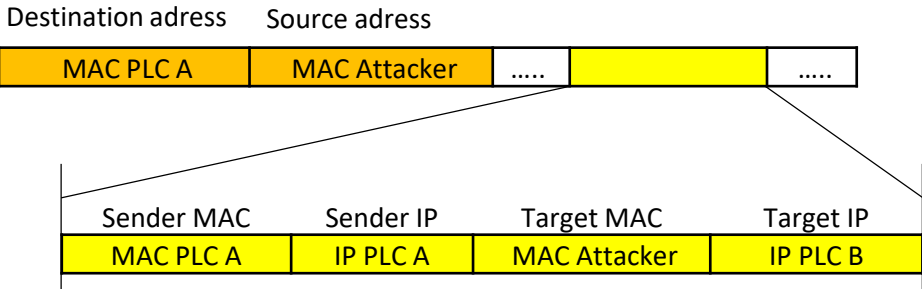 Destination adress Source adress
MAC PLC A MAC Attacker ..... .....
Sender MAC Sender IP Target MAC Target IP
MAC PLC A IP PLC A MAC Attacker IP PLC B